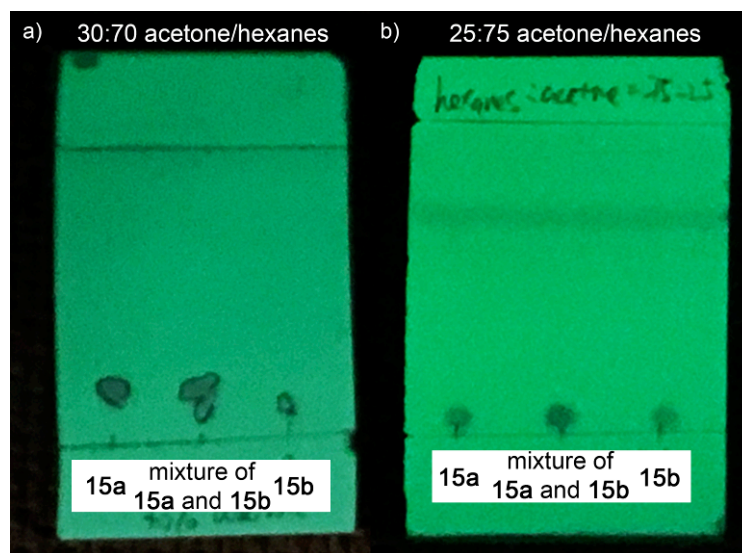 a) 30:70 acetone/hexanes
b) 25:75 acetone/hexanes
hexanes : acetone = 75:25
15a mixture of 15b
15a and 15b
15a mixture of 15b
15a and 15b